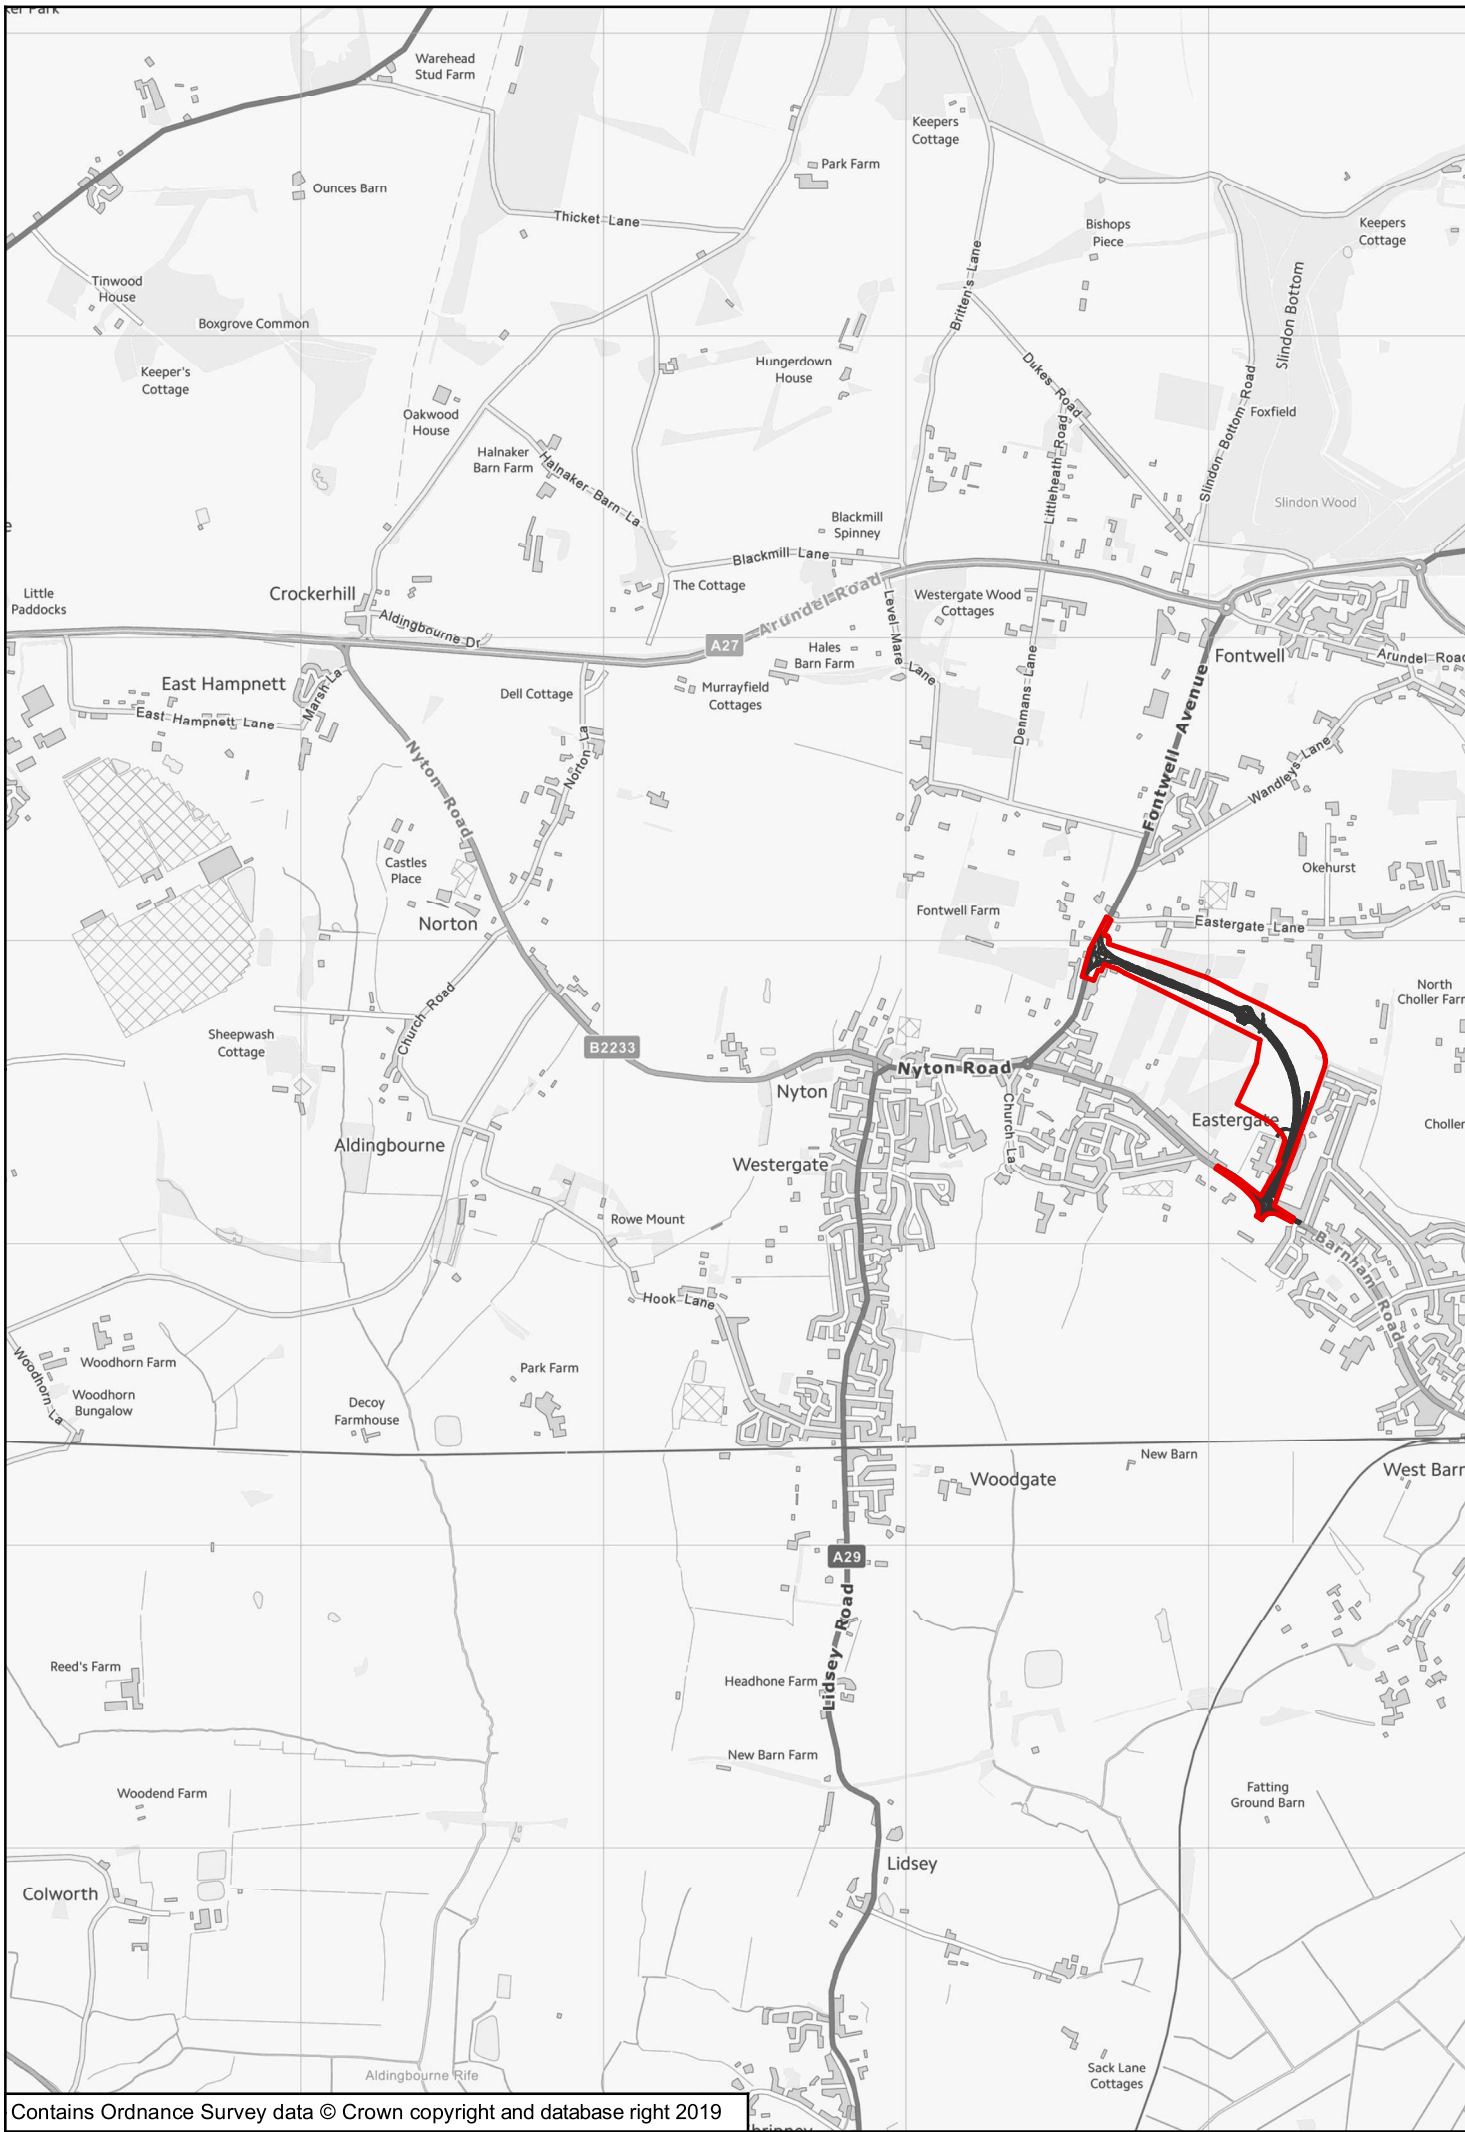 Warehead
Stud Farm
Keepers
Cottage
Park Farm
Ounces Barn
Thicket Lane
Bishops
Piece
Keepers
Cottage
Tinwood
House
Britten's Lane
Slindon Bottom
Boxgrove Common
Keeper's
Cottage
Hungerdown
House
Dukes Road
Oakwood
House
Foxfield
Slindon Bottom Road
Littleheath Road
Halnaker
Barn Farm
Halnaker Barn La
Slindon Wood
Blackmill
Spinney
Blackmill Lane
The Cottage
Arundel Road
Crockerhill
Little
Paddocks
Westergate Wood
Cottages
Aldingbourne Dr
A27
Level Mare Lane
Hales
Barn Farm
Fontwell
Arundel Road
East Hampnett
Marsh La
Dell Cottage
Murrayfield
Cottages
Denmans Lane
Fontwell Avenue
East Hampnett Lane
Norton La
Nyton Road
Wandleys Lane
Castles
Place
Okehurst
Fontwell Farm
Norton
Eastergate Lane
North
Choller Farm
Church Road
Sheepwash
Cottage
B2233
Nyton Road
Nyton
Church La
Eastergate
Choller
Aldingbourne
Westergate
Rowe Mount
Barnham Road
Hook Lane
Woodhorn Farm
Woodhorn La
Woodhorn
Bungalow
Park Farm
Decoy
Farmhouse
New Barn
Woodgate
West Barn
A29
Lidsey Road
Reed's Farm
Headhone Farm
New Barn Farm
Woodend Farm
Fatting
Ground Barn
Lidsey
Colworth
Sack Lane
Cottages
Aldingbourne Rife
Contains Ordnance Survey data © Crown copyright and database right 2019